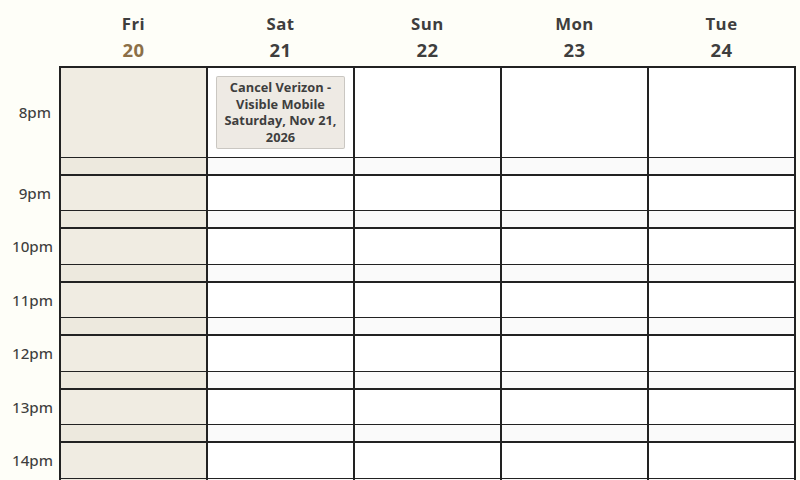 Fri Sat Sun Mon Tue
20 21 22 23 24
8pm
Cancel Verizon -
Visible Mobile
Saturday, Nov 21,
2026
9pm
10pm
11pm
12pm
13pm
14pm